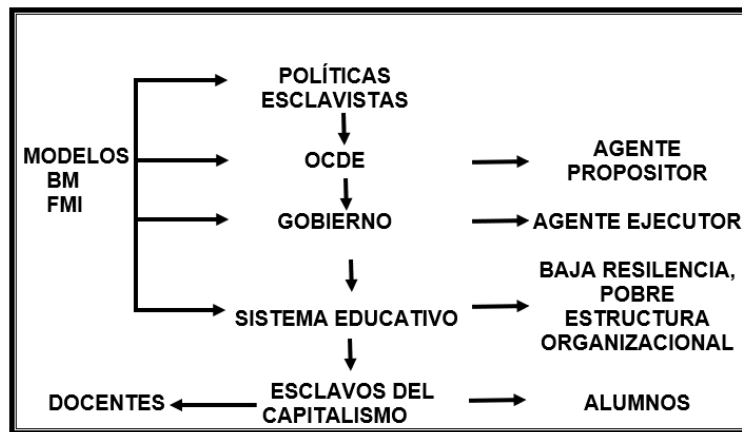 POLÍTICAS
ESCLAVISTAS
MODELOS
BM
FMI
OCDE
AGENTE
PROPOSITOR
GOBIERNO
AGENTE EJECUTOR
SISTEMA EDUCATIVO
BAJA RESILENCIA,
POBRE
ESTRUCTURA
ORGANIZACIONAL
DOCENTES
ESCLAVOS DEL
CAPITALISMO
ALUMNOS